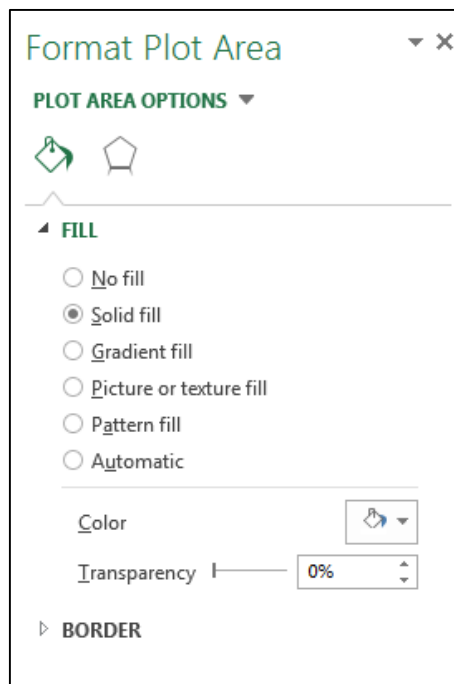 Format Plot Area
PLOT AREA OPTIONS
FILL
No fill
Solid fill
Gradient fill
Picture or texture fill
Pattern fill
Automatic
Color
Transparency 0%
BORDER